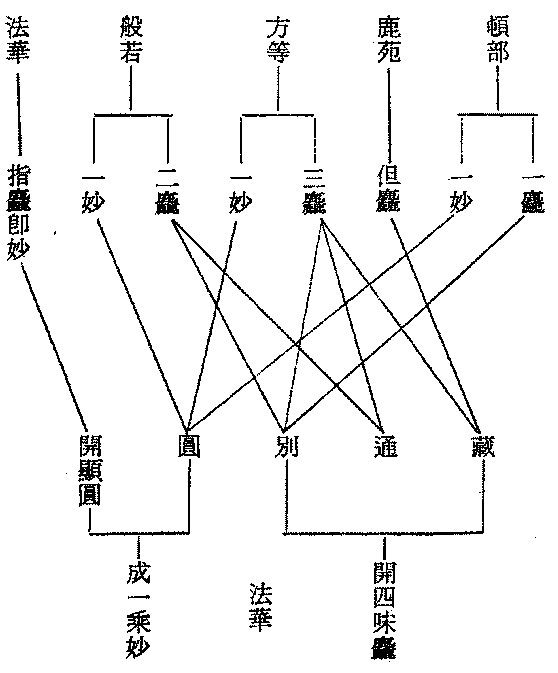 頓部
鹿苑
方等
般若
法華
一麤
一妙
但麤
三麤
一妙
二麤
一妙
指麤即妙
藏
通
別
圓
開顯圓
開四味麤
法華
成一乘妙